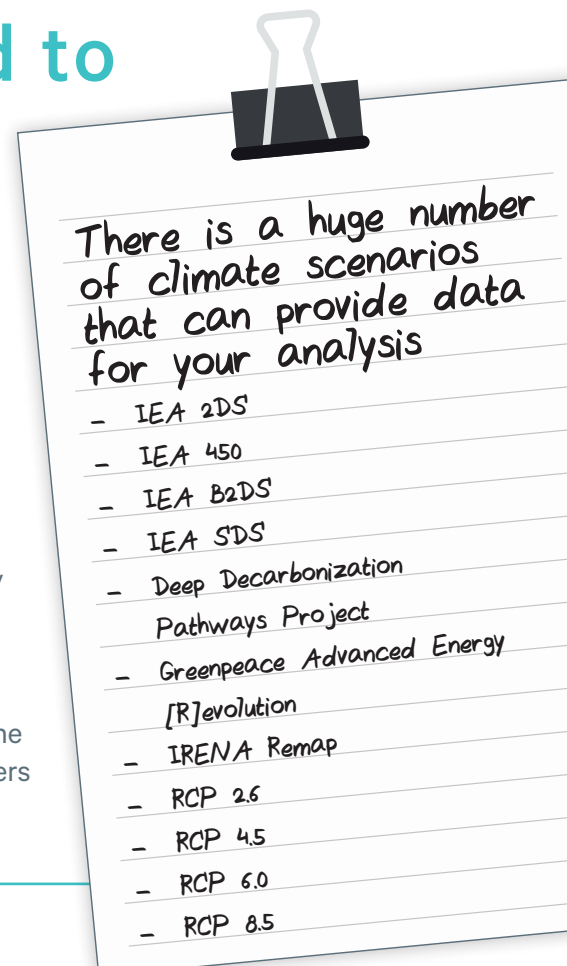 d to
There is a huge number
of climate scenarios
that can provide data
for your analysis
- IEA 2DS
- IEA 450
- IEA B2DS
- IEA SDS
- Deep Decarbonization
Pathways Project
- Greenpeace Advanced Energy
[R]evolution
- IRENA Remap
- RCP 2.6
- RCP 4.5
- RCP 6.0
- RCP 8.5
y
ne
ers